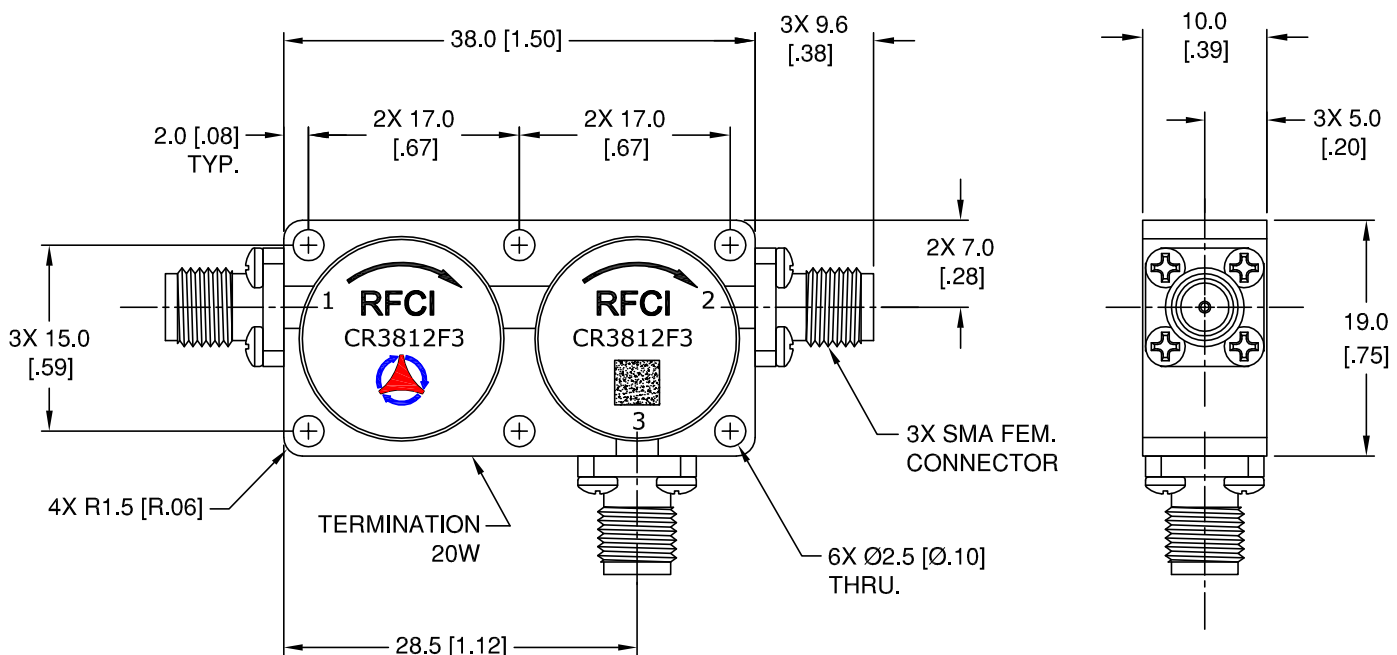 38.0 [1.50]
3X 9.6
[.38]
10.0
[.39]
2.0 [.08]
TYP.
2X 17.0
[.67]
2X 17.0
[.67]
3X 5.0
[.20]
2X 7.0
[.28]
3X 15.0
[.59]
1
RFCI
CR3812F3
2
RFCI
CR3812F3
3
19.0
[.75]
3X SMA FEM.
CONNECTOR
4X R1.5 [R.06]
TERMINATION
20W
6X Ø2.5 [Ø.10]
THRU.
28.5 [1.12]